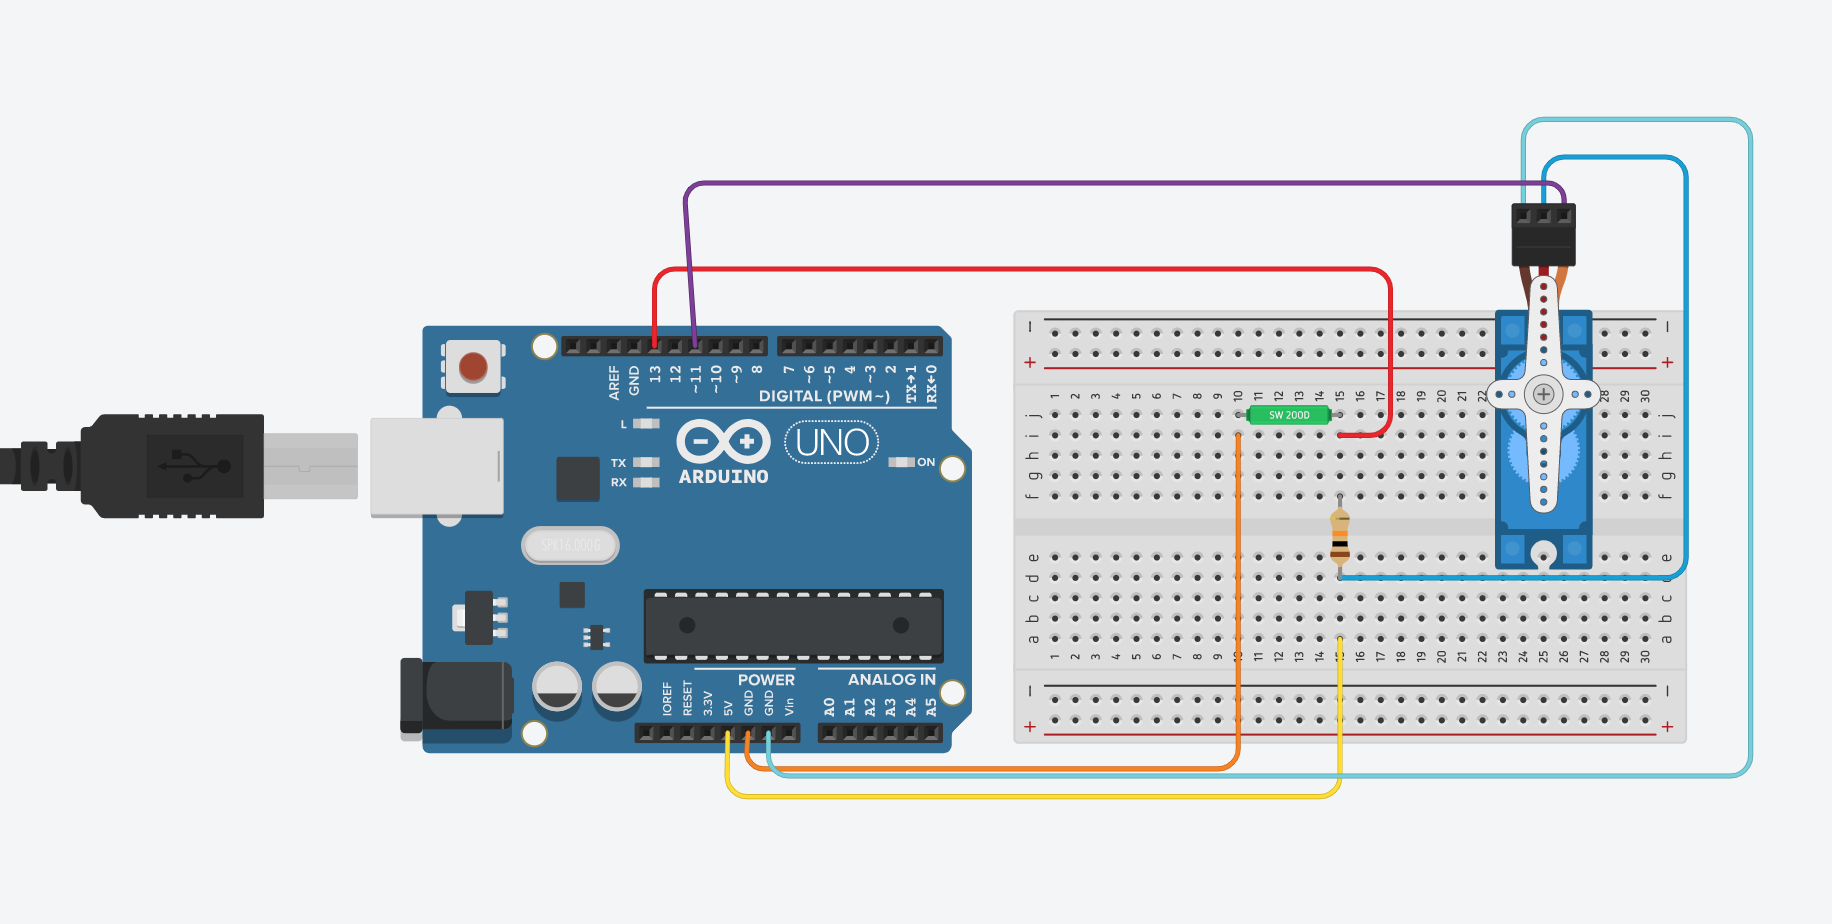 AREF
GND
13
12
~11
~10
~9
8
7
~6
~5
4
~3
2
TX→1
RX←0
DIGITAL (PWM~)
L
TX
RX
ARDUINO
UNO
ON
SPK16.000G
POWER
ANALOG IN
IOREF
RESET
3.3V
5V
GND
GND
Vin
A0
A1
A2
A3
A4
A5
− −
+ +
1 2 3 4 5 6 7 8 9 10 11 12 13 14 15 16 17 18 19 20 21 22 28 29 30
j j
SW 200D
i i
h h
g g
f f
e e
d
c c
b b
a a
1 2 3 4 5 6 7 8 9 10 11 12 13 14 15 16 17 18 19 20 21 22 23 24 25 26 27 28 29 30
− −
+ +